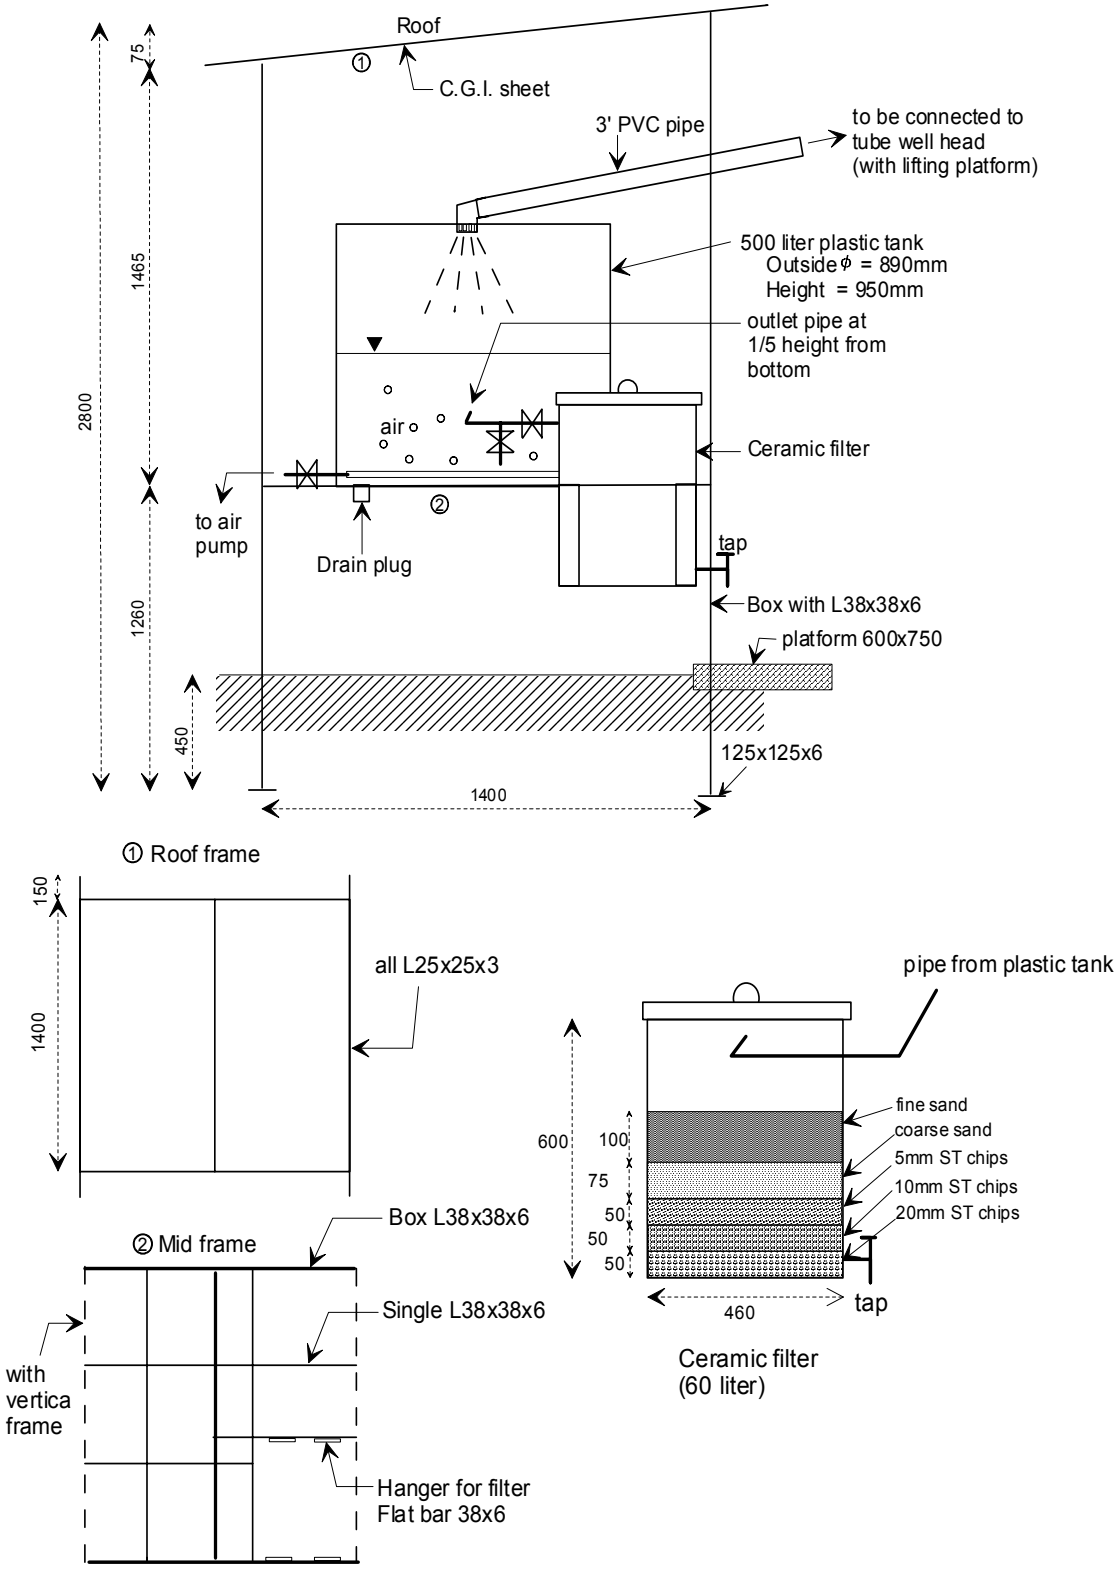 Roof
①
C.G.I. sheet
75
1465
2800
1260
450
3' PVC pipe
to be connected to
tube well head
(with lifting platform)
500 liter plastic tank
Outside ϕ = 890mm
Height = 950mm
outlet pipe at
1/5 height from
bottom
air
Ceramic filter
to air
pump
②
Drain plug
tap
Box with L38x38x6
platform 600x750
125x125x6
1400
① Roof frame
150
1400
all L25x25x3
② Mid frame
Box L38x38x6
Single L38x38x6
with
vertica
frame
Hanger for filter
Flat bar 38x6
pipe from plastic tank
600
100
75
50
50
50
fine sand
coarse sand
5mm ST chips
10mm ST chips
20mm ST chips
460
tap
Ceramic filter
(60 liter)